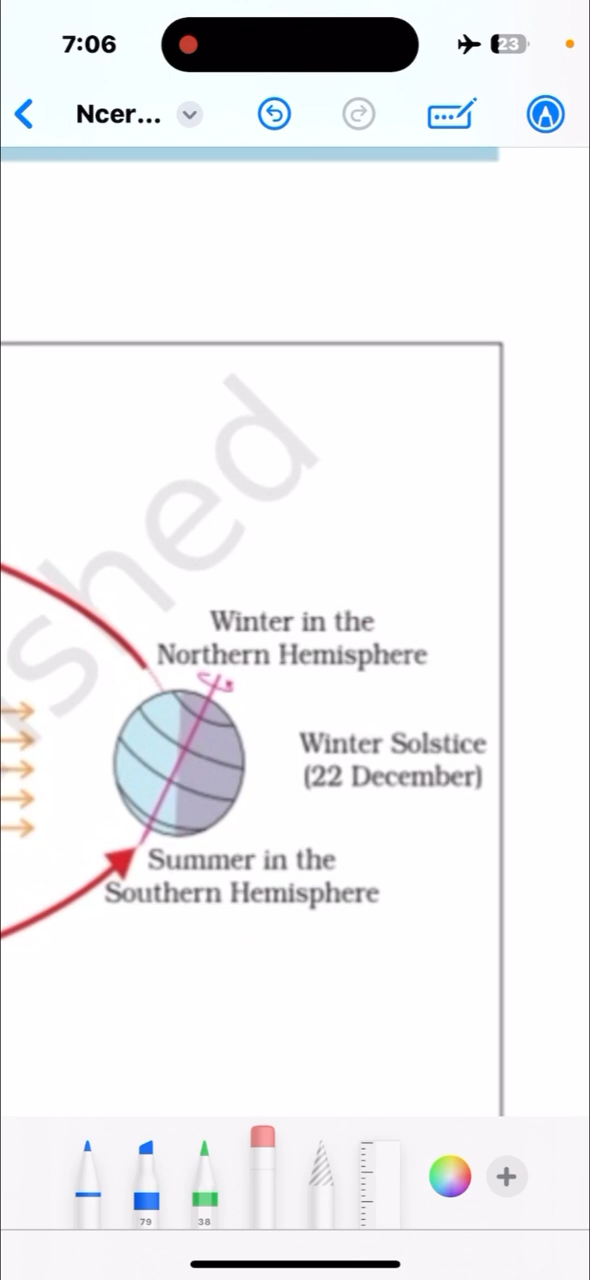 7:06
23
Ncer...
shed
Winter in the
Northern Hemisphere
Winter Solstice
(22 December)
Summer in the
Southern Hemisphere
79
38